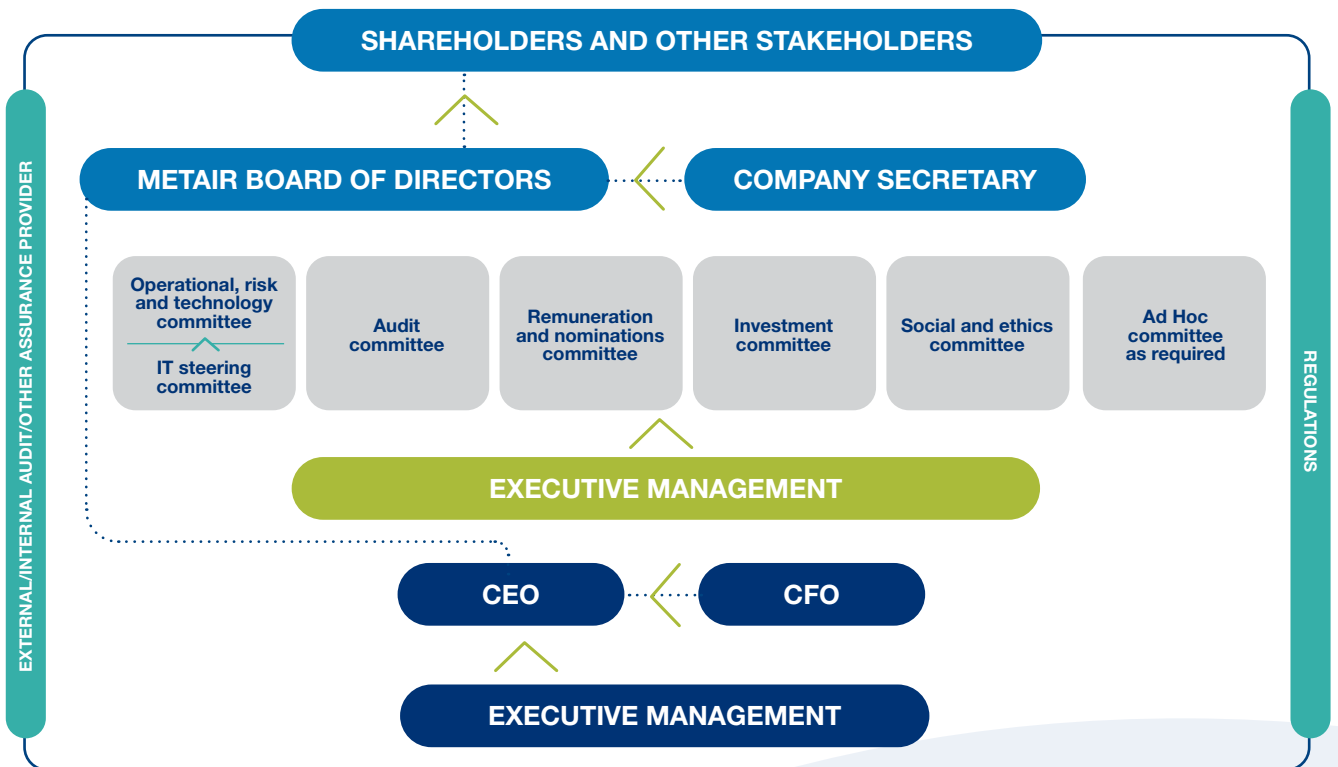 SHAREHOLDERS AND OTHER STAKEHOLDERS
EXTERNAL/INTERNAL AUDIT/OTHER ASSURANCE PROVIDER
REGULATIONS
METAIR BOARD OF DIRECTORS
COMPANY SECRETARY
Operational, risk
and technology
committee
IT steering
committee
Audit
committee
Remuneration
and nominations
committee
Investment
committee
Social and ethics
committee
Ad Hoc
committee
as required
EXECUTIVE MANAGEMENT
CEO
CFO
EXECUTIVE MANAGEMENT